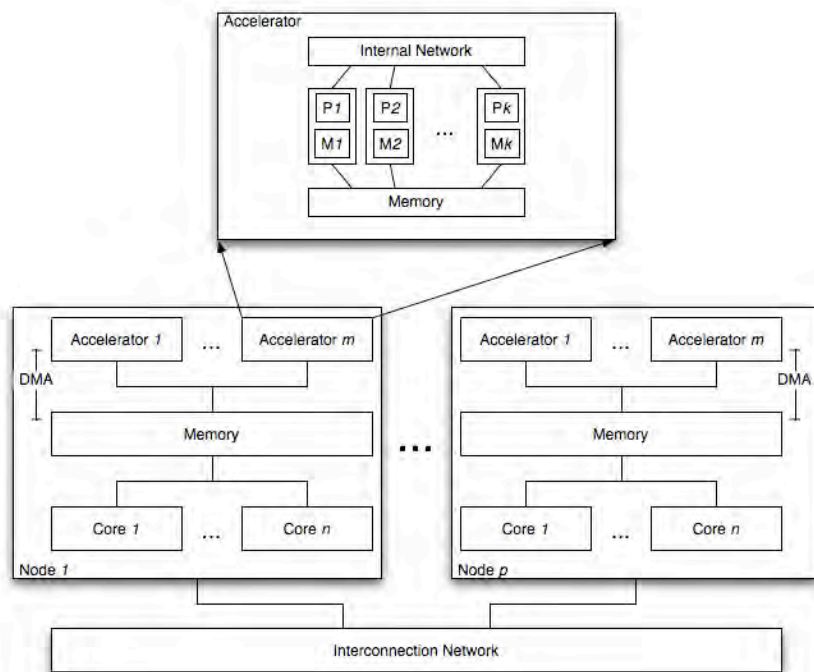 Accelerator
Internal Network
P1 P2 Pk
...
M1 M2 Mk
Memory
Accelerator 1 ... Accelerator m
DMA
Memory
Core 1 ... Core n
Node 1
...
Accelerator 1 ... Accelerator m
DMA
Memory
Core 1 ... Core n
Node p
Interconnection Network